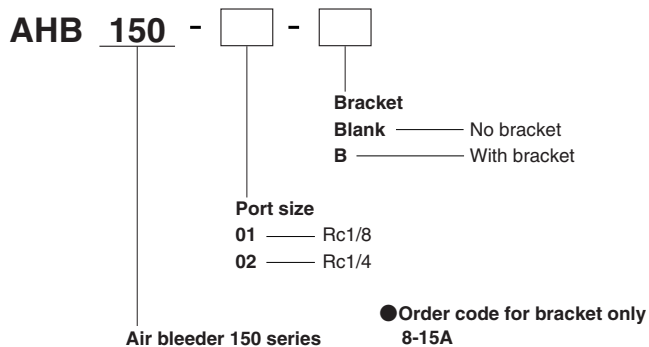 AHB 150 - -
Bracket
Blank No bracket
B With bracket
Port size
01 Rc1/8
02 Rc1/4
●Order code for bracket only
8-15A
Air bleeder 150 series